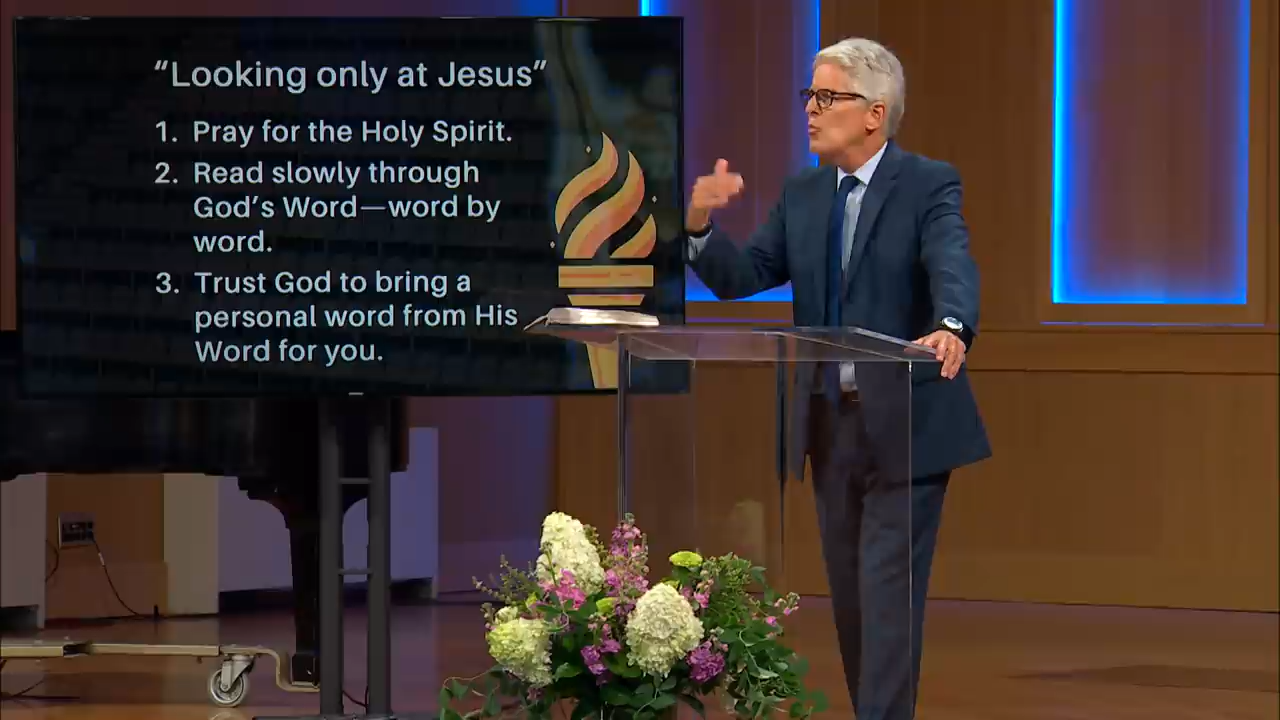 “Looking only at Jesus”
1. Pray for the Holy Spirit.
2. Read slowly through
God’s Word—word by
word.
3. Trust God to bring a
personal word from His
Word for you.